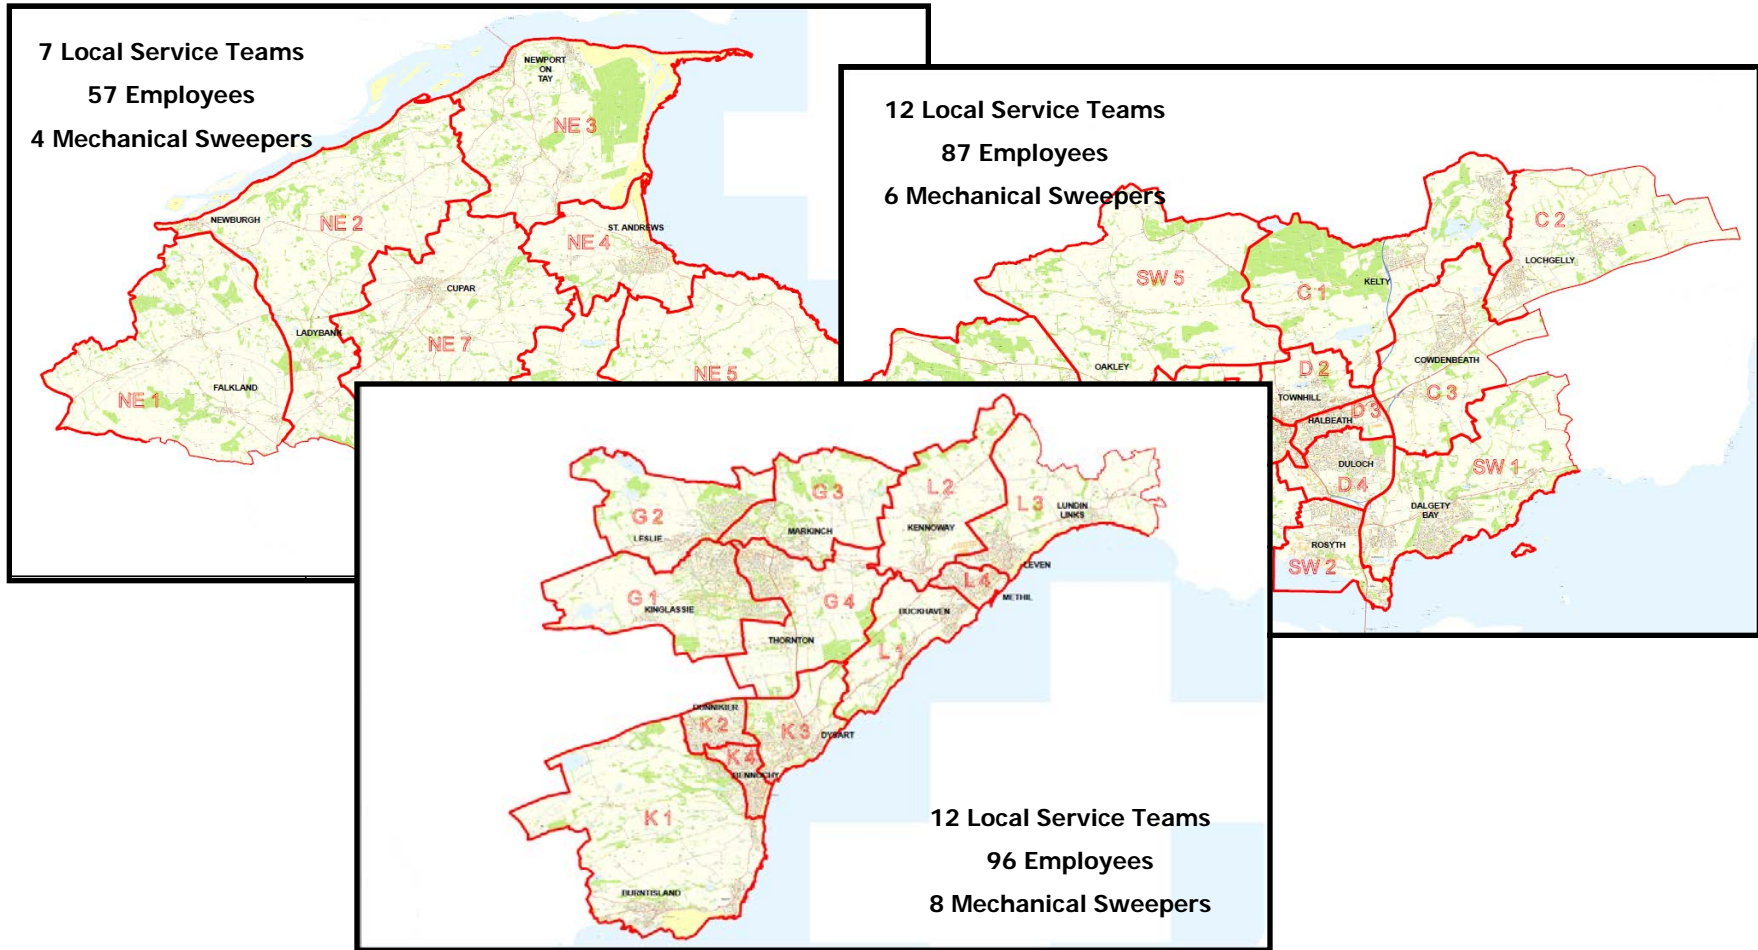 7 Local Service Teams
57 Employees
4 Mechanical Sweepers
NEWPORT
ON
TAY
NE 3
NEWBURGH
NE 2
ST. ANDREWS
NE 4
CUPAR
LADYBANK
NE 7
NE 5
FALKLAND
NE 1
12 Local Service Teams
87 Employees
6 Mechanical Sweepers
C 2
LOCHGELLY
SW 5
C 1
KELTY
COWDENBEATH
OAKLEY
D 2
TOWNHILL
C 3
D 3
HALBEATH
DULOCH
D 4
SW 1
DALGETY
BAY
ROSYTH
SW 2
G 3
L 2
L 3
LUNDIN
LINKS
G 2
MARKINCH
KENNOWAY
LESLIE
LEVEN
L 4
METHIL
G 1
KINGLASSIE
G 4
BUCKHAVEN
THORNTON
L 1
DUNNIKIER
K 2
K 3
DYSART
K 4
BENNOCHY
K 1
BURNTISLAND
12 Local Service Teams
96 Employees
8 Mechanical Sweepers